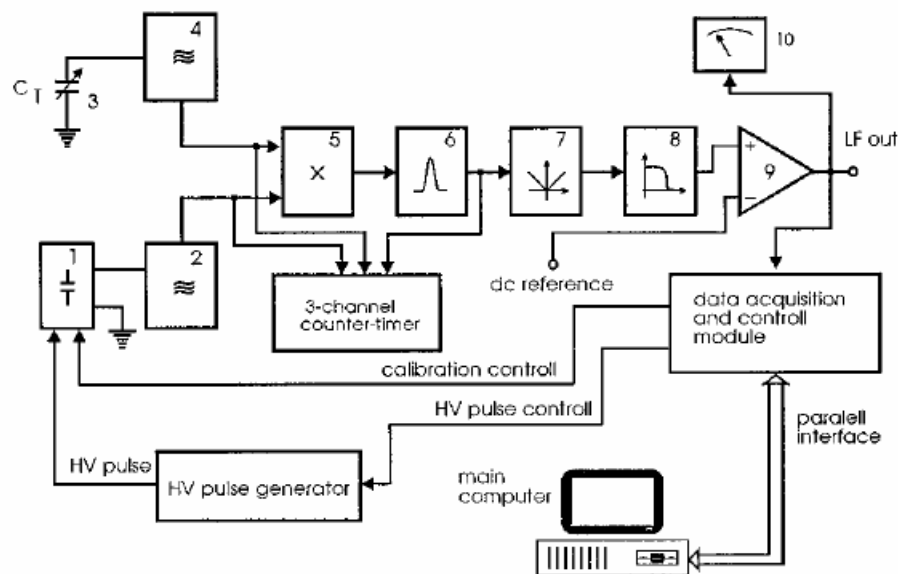 4
10
C T
3
5
6
7
8
LF out
×
+
9
−
1
2
dc reference
3-channel
counter-timer
data acquisition
and controll
module
calibration controll
HV pulse controll
paralell
interface
HV pulse
HV pulse generator
main
computer